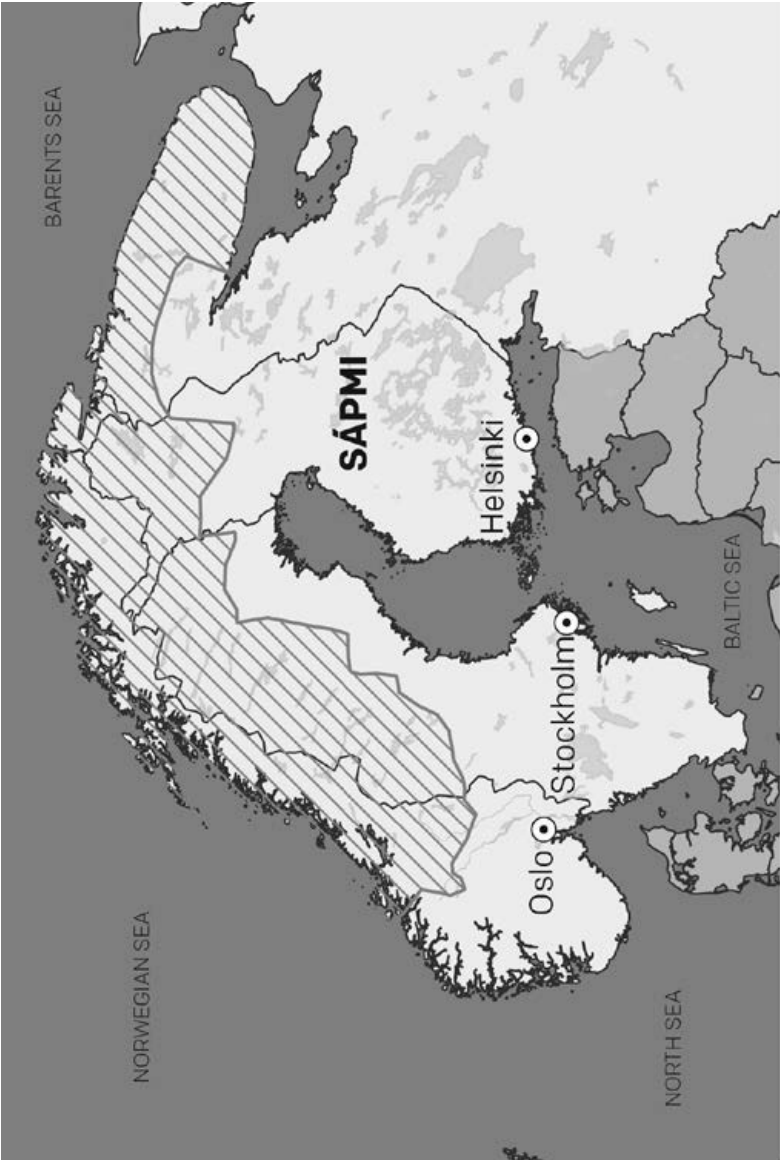 BARENTS SEA
SÁPMI
Helsinki
BALTIC SEA
Stockholm
Oslo
NORWEGIAN SEA
NORTH SEA